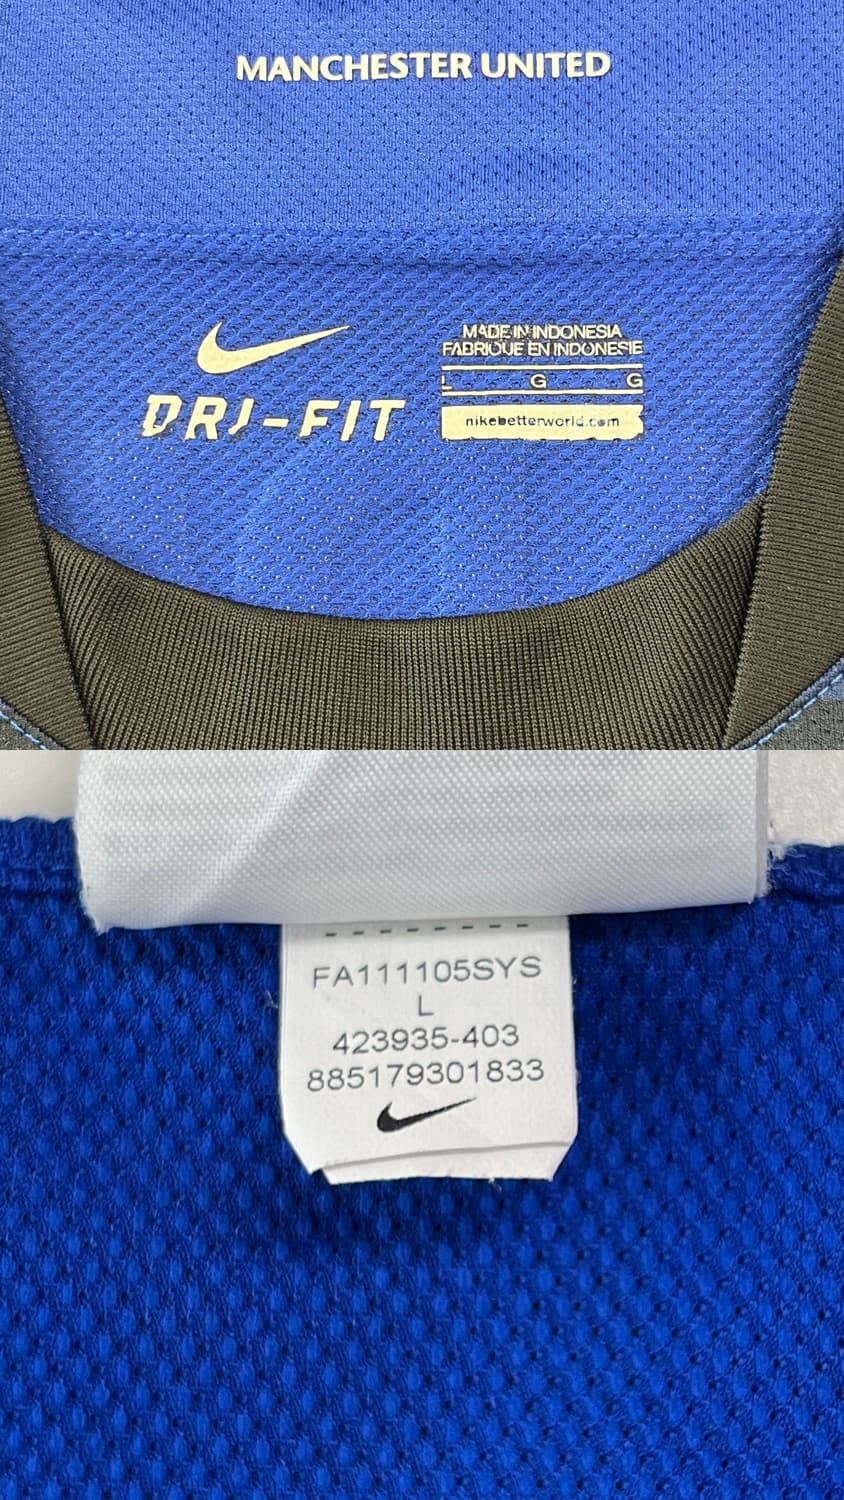 MANCHESTER UNITED
DRI-FIT
MADE IN INDONESIA
FABRIQUE EN INDONESIE
L G G
nikebetterworld.com
FA111105SYS
L
423935-403
885179301833